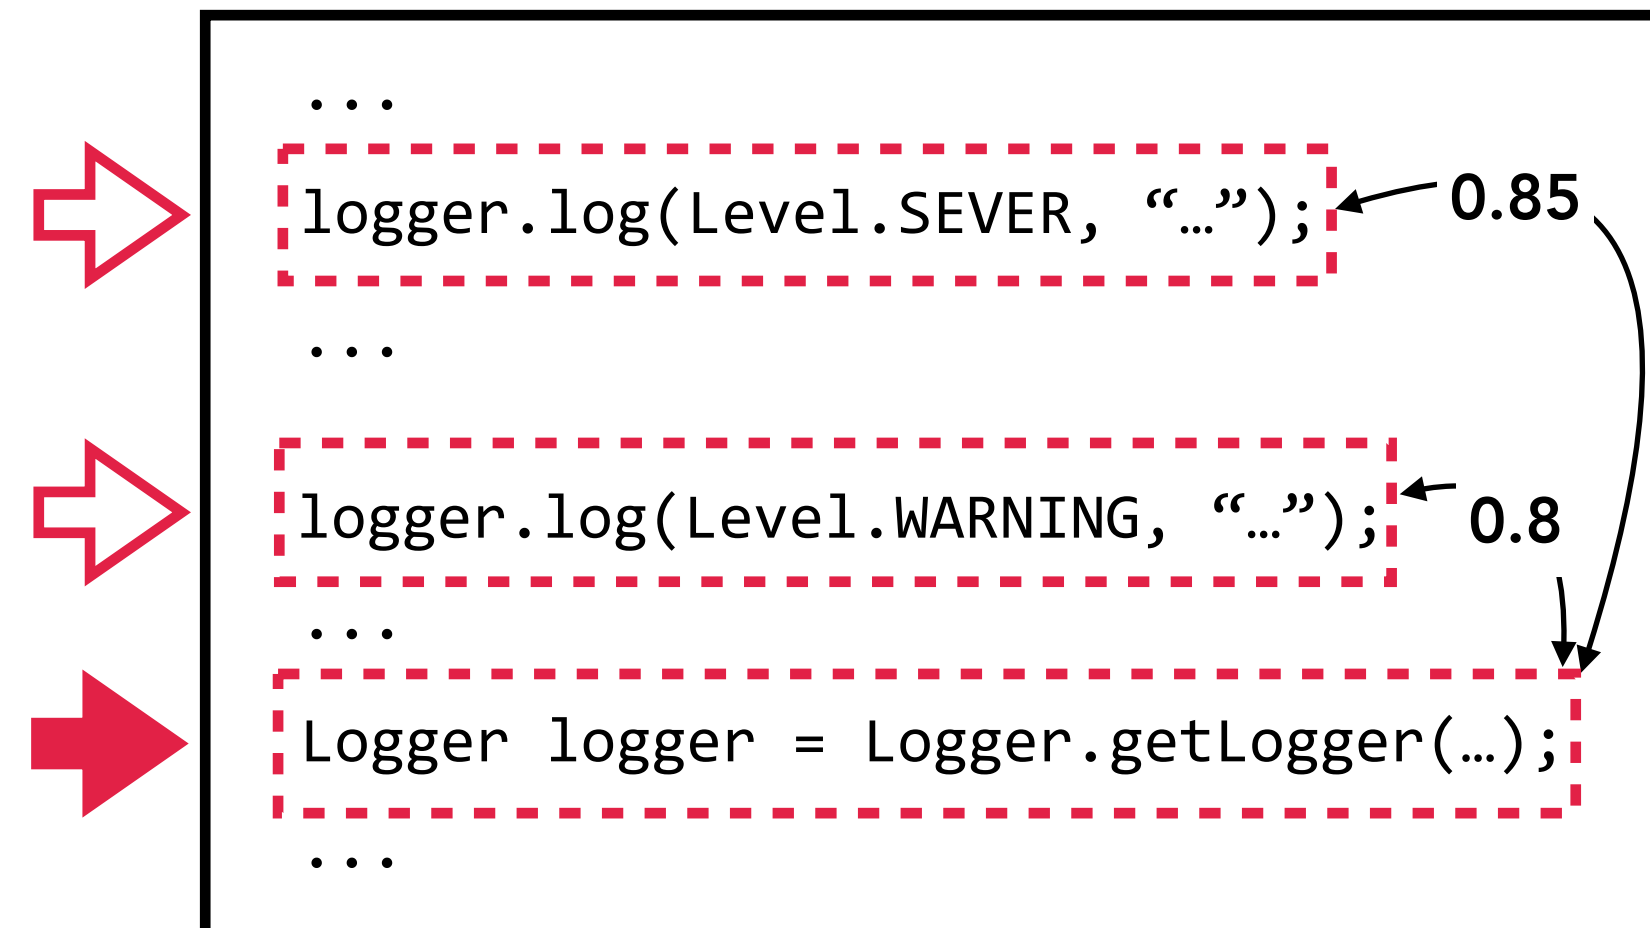 ...
logger.log(Level.SEVER, “…”);
0.85
...
logger.log(Level.WARNING, “…”);
0.8
...
Logger logger = Logger.getLogger(…);
...